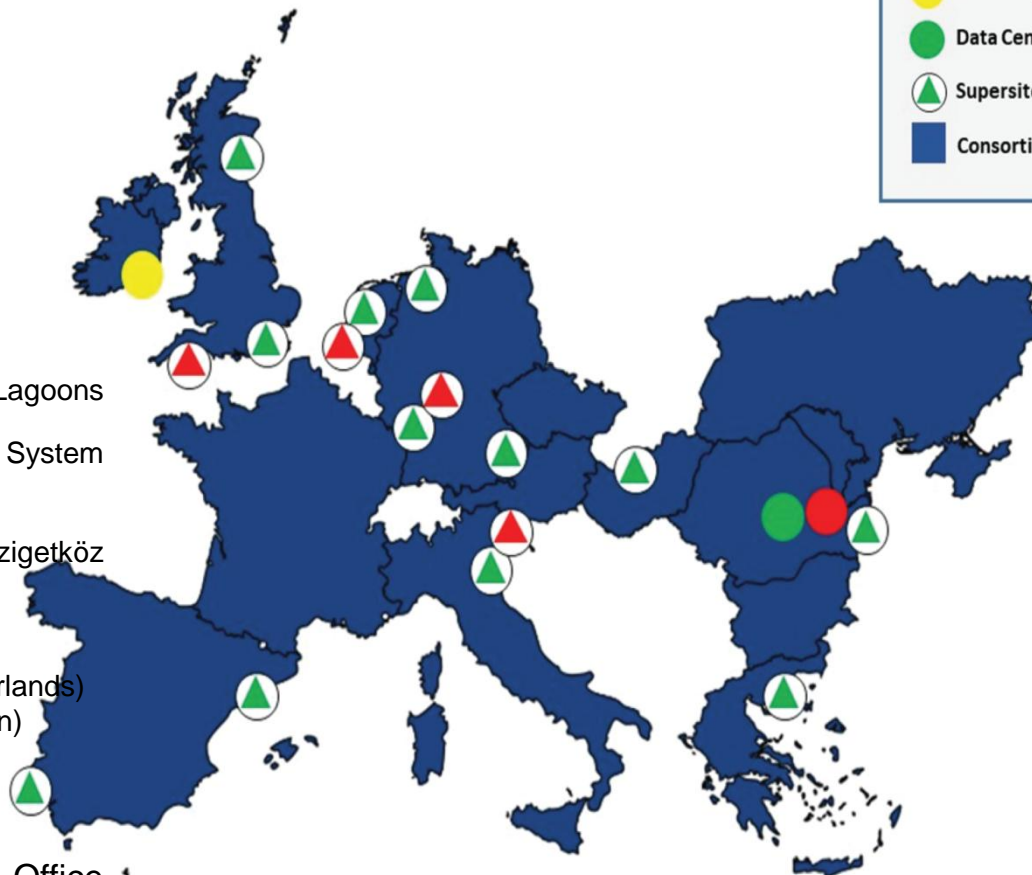 Data Cen
Supersite
Consorti
Lagoons
System
zigetköz
rlands)
n)
Office